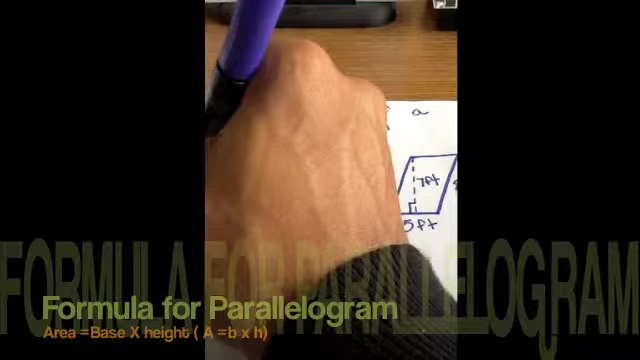 a
7ft
5ft
FORMULA FOR PARALLELOGRAM
Formula for Parallelogram
Area =Base X height ( A =b x h)